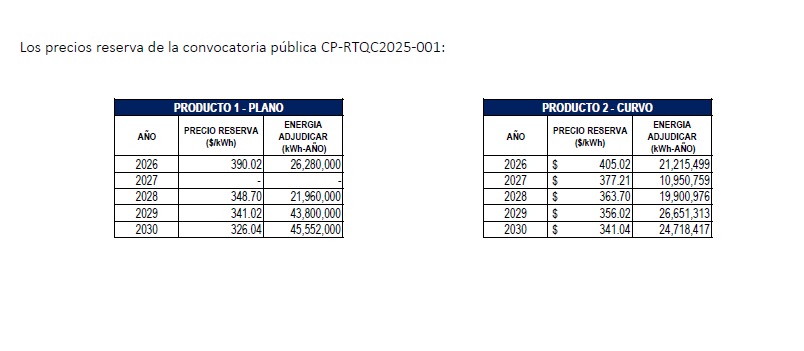 Los precios reserva de la convocatoria pública CP-RTQC2025-001:
PRODUCTO 1 - PLANO
AÑO PRECIO RESERVA ($/kWh) ENERGIA ADJUDICAR (kWh-AÑO)
2026 390.02 26,280,000
2027 - -
2028 348.70 21,960,000
2029 341.02 43,800,000
2030 326.04 45,552,000
PRODUCTO 2 - CURVO
AÑO PRECIO RESERVA ($/kWh) ENERGIA ADJUDICAR (kWh-AÑO)
2026 $ 405.02 21,215,499
2027 $ 377.21 10,950,759
2028 $ 363.70 19,900,976
2029 $ 356.02 26,651,313
2030 $ 341.04 24,718,417